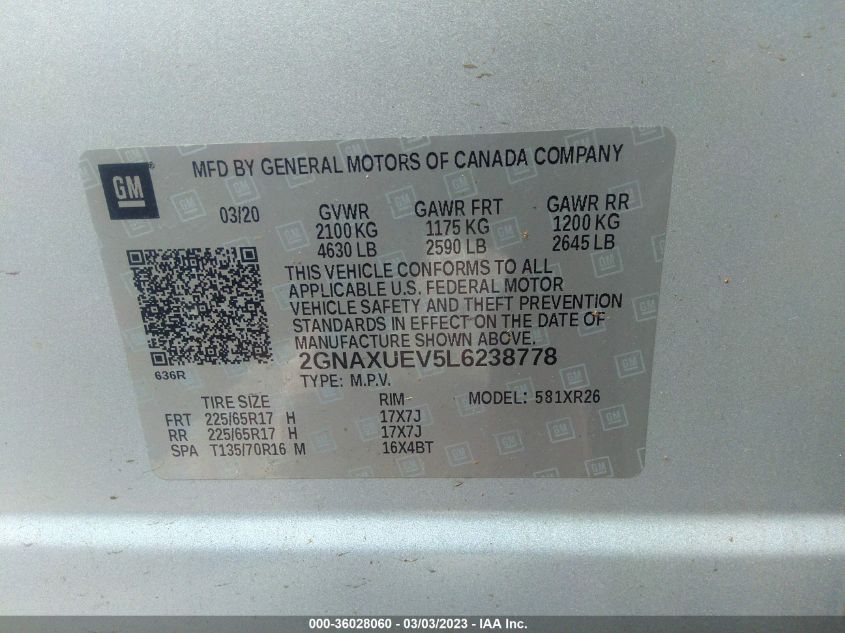 GM
MFD BY GENERAL MOTORS OF CANADA COMPANY
03/20 GVWR GAWR FRT GAWR RR
2100 KG 1175 KG 1200 KG
4630 LB 2590 LB 2645 LB
THIS VEHICLE CONFORMS TO ALL
APPLICABLE U.S. FEDERAL MOTOR
VEHICLE SAFETY AND THEFT PREVENTION
STANDARDS IN EFFECT ON THE DATE OF
MANUFACTURE SHOWN ABOVE.
2GNAXUEV5L6238778
636R TYPE: M.P.V.
TIRE SIZE RIM MODEL: 581XR26
FRT 225/65R17 H 17X7J
RR 225/65R17 H 17X7J
SPA T135/70R16 M 16X4BT
000-36028060 - 03/03/2023 - IAA Inc.